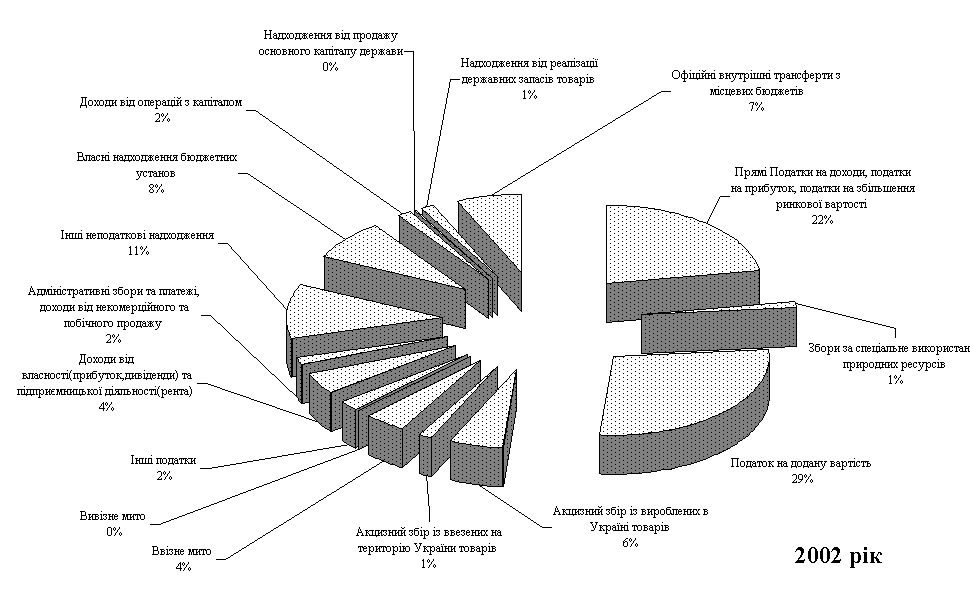 Надходження від продажу
основного капіталу держави
0%
Надходження від реалізації
державних запасів товарів
1%
Офіційні внутрішні трансферти з
місцевих бюджетів
7%
Доходи від операцій з капіталом
2%
Власні надходження бюджетних
установ
8%
Прямі Податки на доходи, податки
на прибуток, податки на збільшення
ринкової вартості
22%
Інші неподаткові надходження
11%
Адміністративні збори та платежі,
доходи від некомерційного та
побічного продажу
2%
Збори за спеціальне використан
природних ресурсів
1%
Доходи від
власності(прибуток,дивіденди) та
підприємницької діяльності(рента)
4%
Податок на додану вартість
29%
Інші податки
2%
Вивізне мито
0%
Ввізне мито
4%
Акцизний збір із ввезених на
територію України товарів
1%
Акцизний збір із вироблених в
Україні товарів
6%
2002 рік